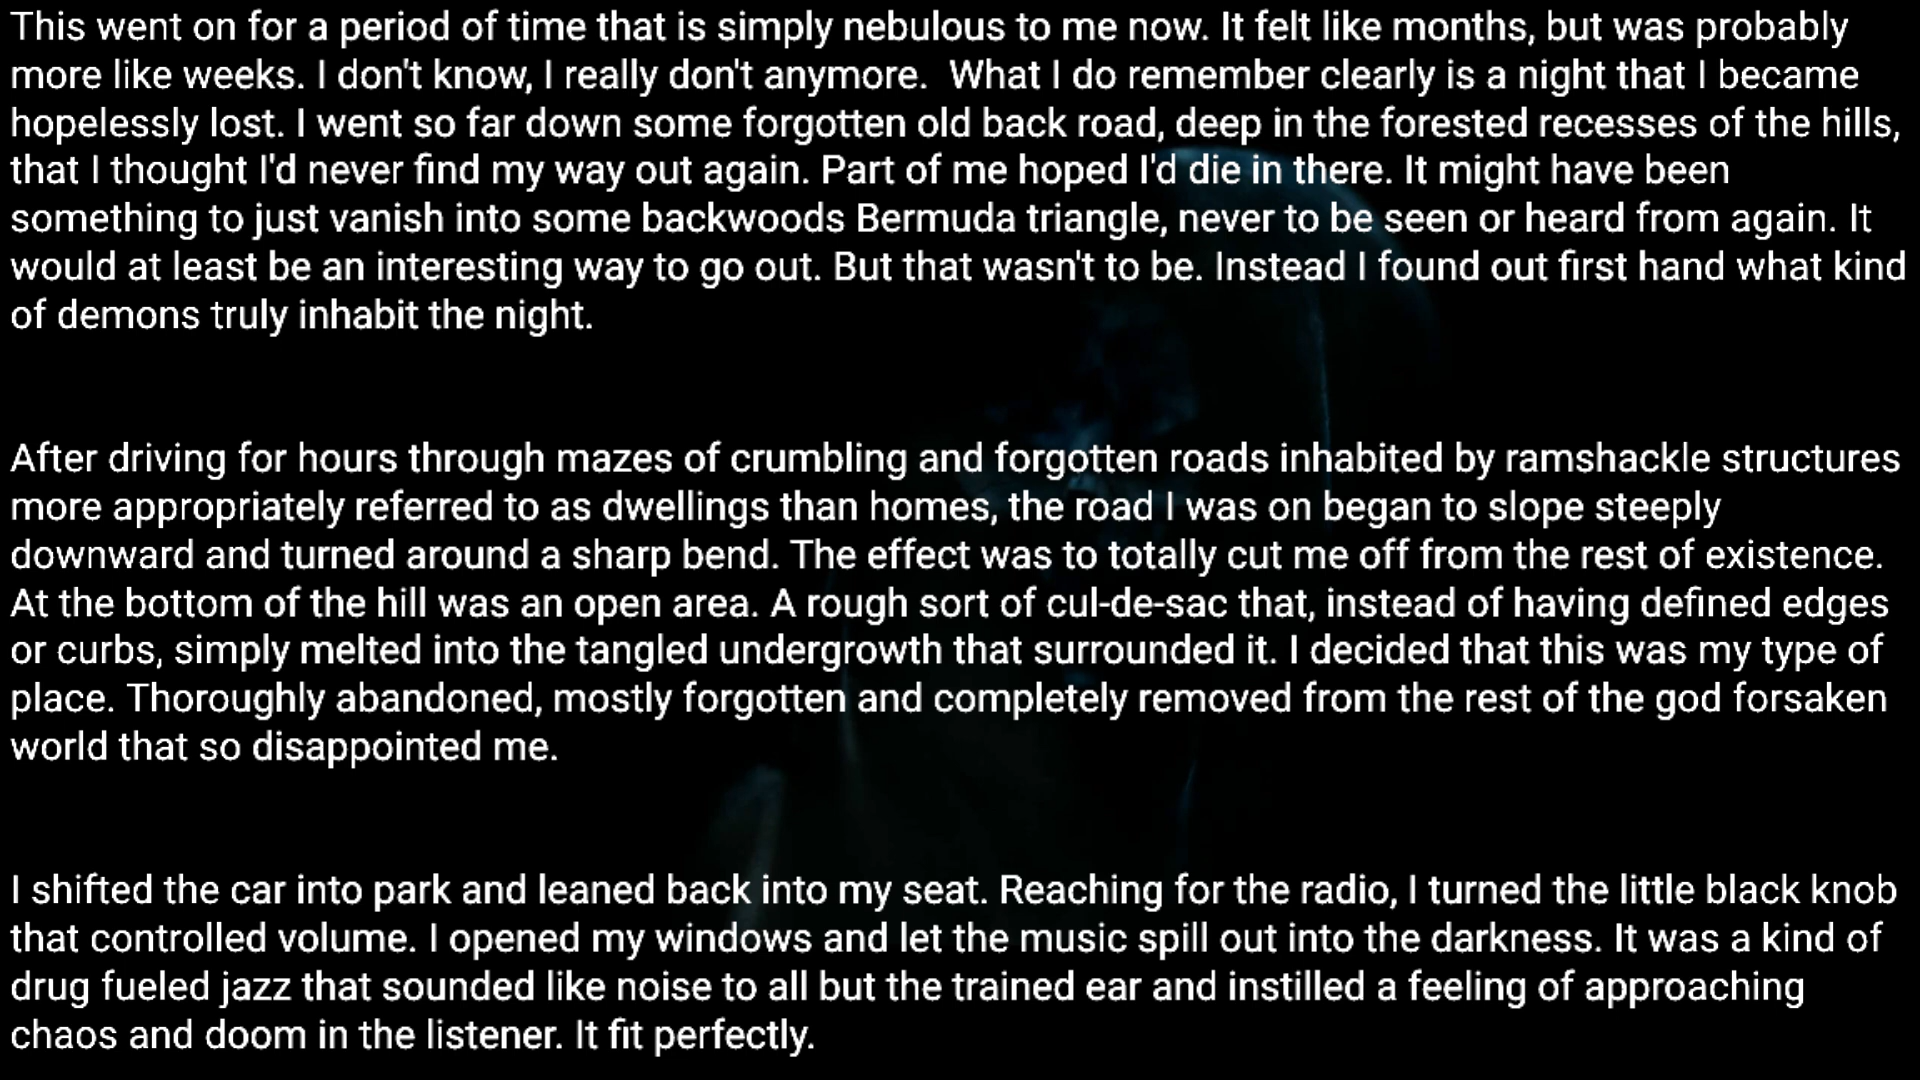 This went on for a period of time that is simply nebulous to me now. It felt like months, but was probably
more like weeks. I don't know, I really don't anymore.  What I do remember clearly is a night that I became
hopelessly lost. I went so far down some forgotten old back road, deep in the forested recesses of the hills,
that I thought I'd never find my way out again. Part of me hoped I'd die in there. It might have been
something to just vanish into some backwoods Bermuda triangle, never to be seen or heard from again. It
would at least be an interesting way to go out. But that wasn't to be. Instead I found out first hand what kind
of demons truly inhabit the night.
After driving for hours through mazes of crumbling and forgotten roads inhabited by ramshackle structures
more appropriately referred to as dwellings than homes, the road I was on began to slope steeply
downward and turned around a sharp bend. The effect was to totally cut me off from the rest of existence.
At the bottom of the hill was an open area. A rough sort of cul-de-sac that, instead of having defined edges
or curbs, simply melted into the tangled undergrowth that surrounded it. I decided that this was my type of
place. Thoroughly abandoned, mostly forgotten and completely removed from the rest of the god forsaken
world that so disappointed me.
I shifted the car into park and leaned back into my seat. Reaching for the radio, I turned the little black knob
that controlled volume. I opened my windows and let the music spill out into the darkness. It was a kind of
drug fueled jazz that sounded like noise to all but the trained ear and instilled a feeling of approaching
chaos and doom in the listener. It fit perfectly.